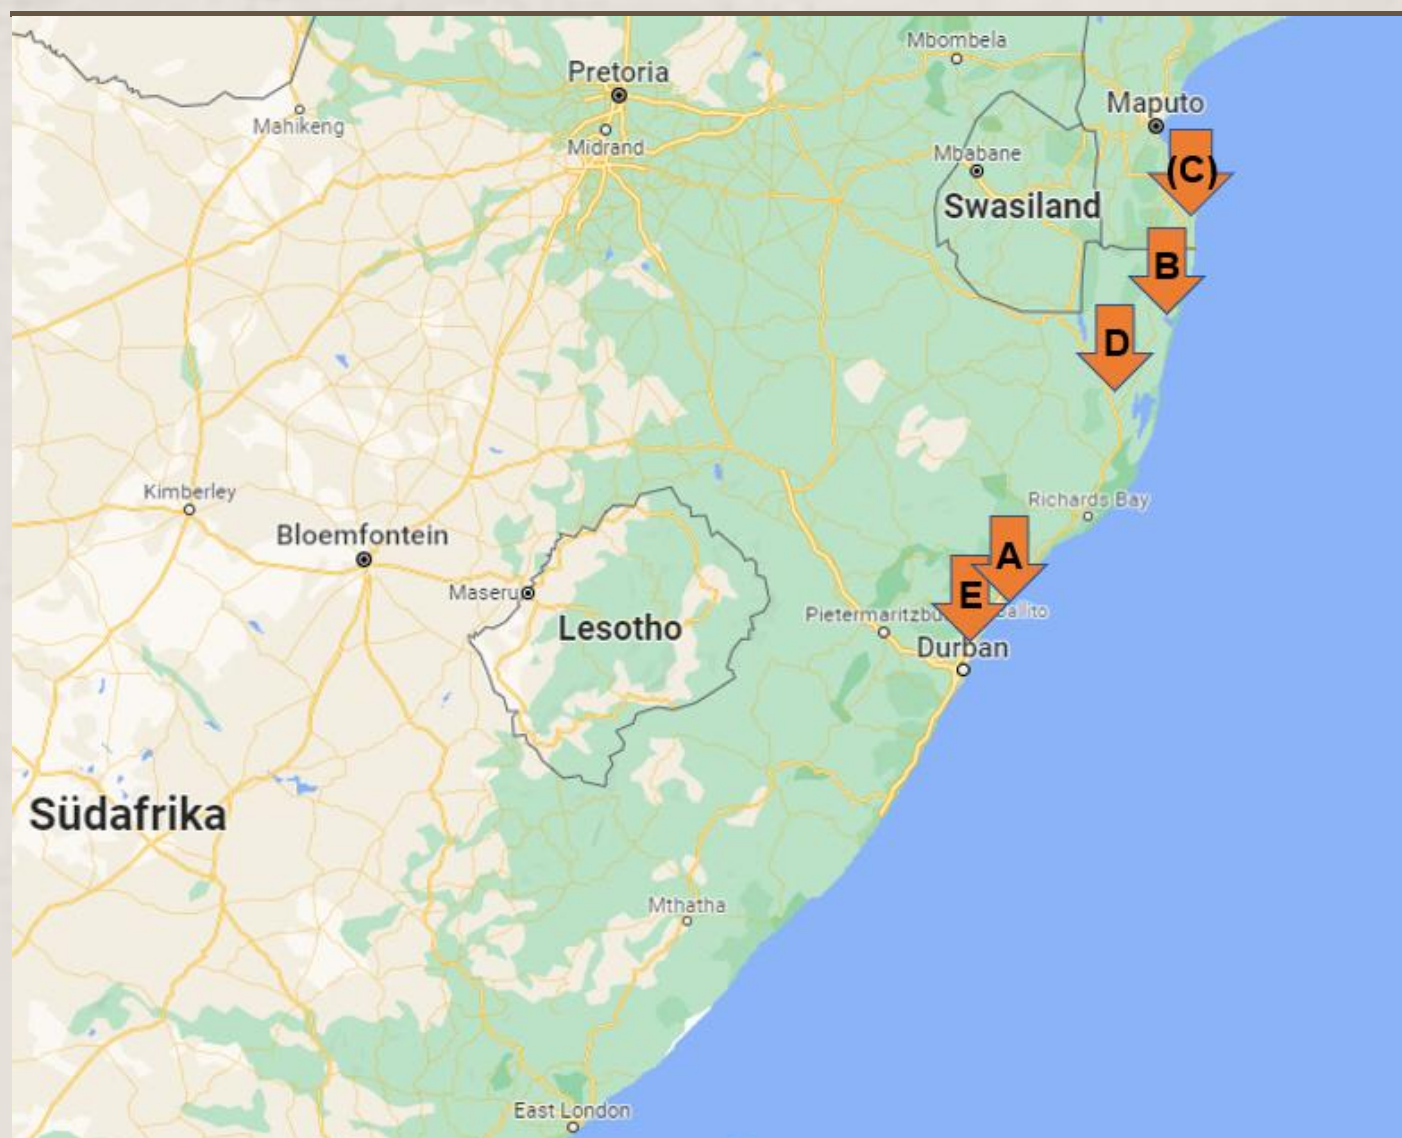 Mbombela
Pretoria
Maputo
Mahikeng
Midrand
Mbabane
(C)
Swasiland
B
D
Kimberley
Richards Bay
Bloemfontein
A
Maseru
E
Lesotho
Durban
Südafrika
Mthatha
East London